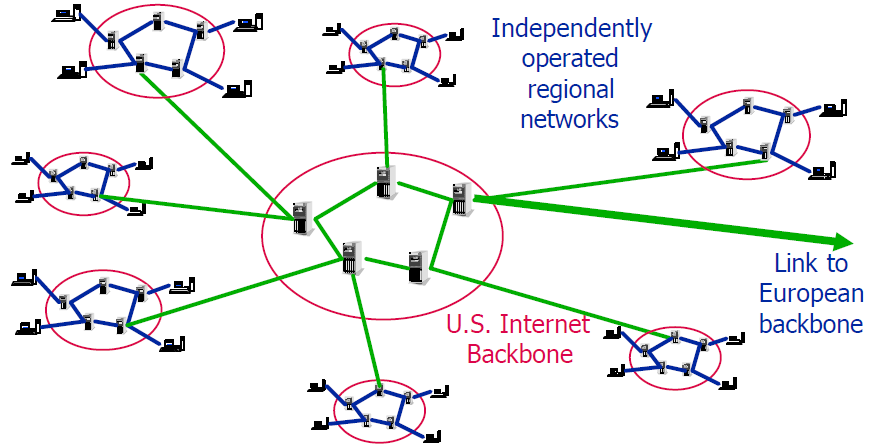 Independently
operated
regional
networks
Link to
European
backbone
U.S. Internet
Backbone